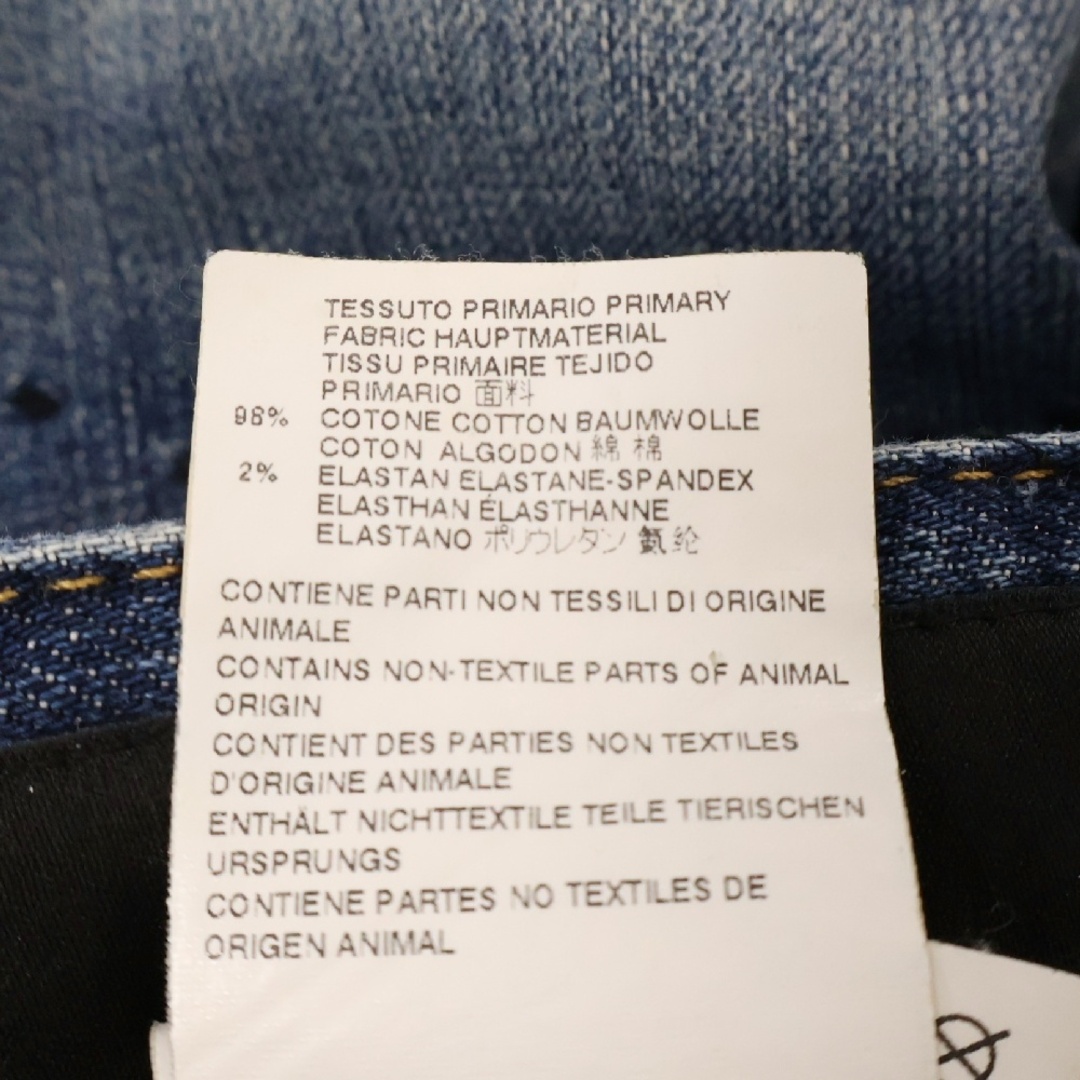 TESSUTO PRIMARIO PRIMARY
FABRIC HAUPTMATERIAL
TISSU PRIMAIRE TEJIDO
PRIMARIO 面料
98% COTONE COTTON BAUMWOLLE
COTON ALGODON 綿 棉
2% ELASTAN ELASTANE-SPANDEX
ELASTHAN ÉLASTHANNE
ELASTANO ポリウレタン 氨纶
CONTIENE PARTI NON TESSILI DI ORIGINE
ANIMALE
CONTAINS NON-TEXTILE PARTS OF ANIMAL
ORIGIN
CONTIENT DES PARTIES NON TEXTILES
D'ORIGINE ANIMALE
ENTHÄLT NICHTTEXTILE TEILE TIERISCHEN
URSPRUNGS
CONTIENE PARTES NO TEXTILES DE
ORIGEN ANIMAL